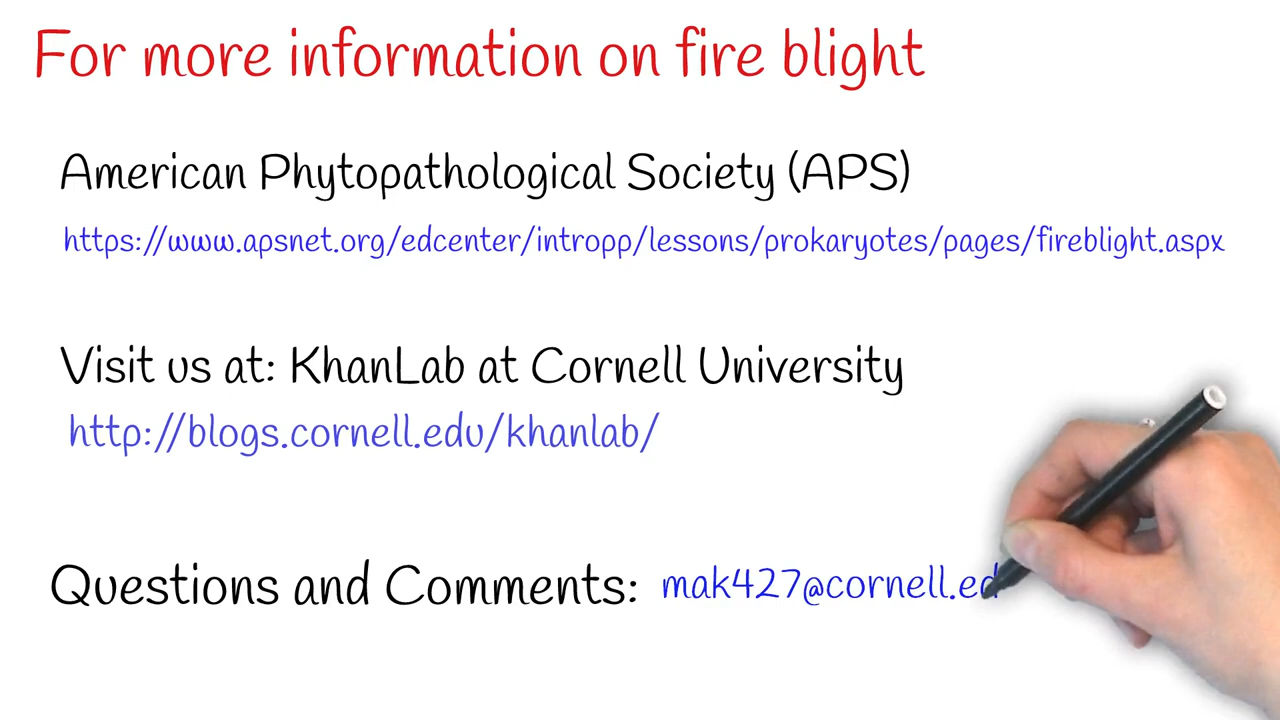 For more information on fire blight
American Phytopathological Society (APS)
https://www.apsnet.org/edcenter/intropp/lessons/prokaryotes/pages/fireblight.aspx
Visit us at: KhanLab at Cornell University
http://blogs.cornell.edu/khanlab/
Questions and Comments: mak427@cornell.ed